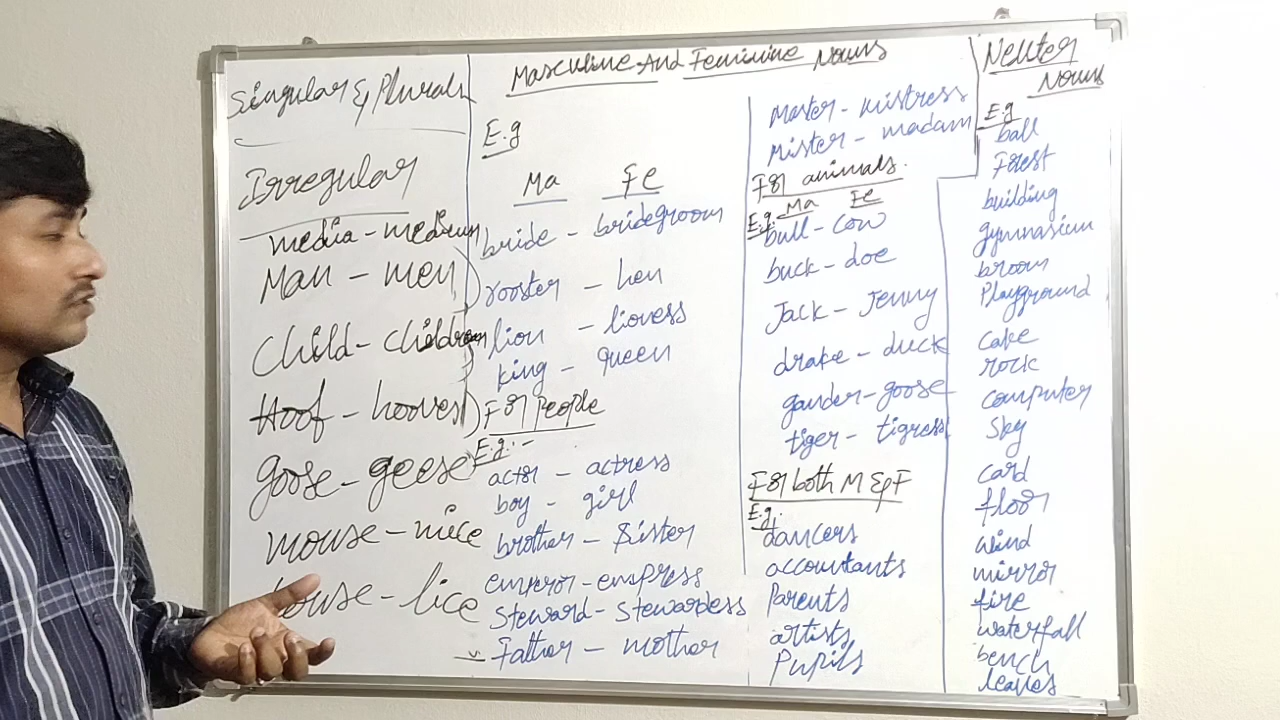 Singular & Plurals
Irregular
media - medium
Man - men
Child - children
Hoof - hooves
goose - geese
mouse - mice
louse - lice
Masculine And Feminine Nouns
E.g
Ma Fe
bride - bridegroom
rooster - hen
lion - lioness
king - queen
For People
E.g:-
actor - actress
boy - girl
brother - Sister
emperor - empress
Steward - Stewardess
Father - mother
Master - mistress
Mister - madam
For animals.
E.g. Ma Fe
bull - cow
buck - doe
Jack - Jenny
drake - duck
gander - goose
tiger - tigress
For both M & F
E.g:
dancers
accountants
Parents
artists
Pupils
Neuter
Nouns
E.g
ball
Forest
building
gymnasium
broom
Playground
cake
rock
computer
Sky
card
floor
wind
mirror
fire
waterfall
bench
leaves